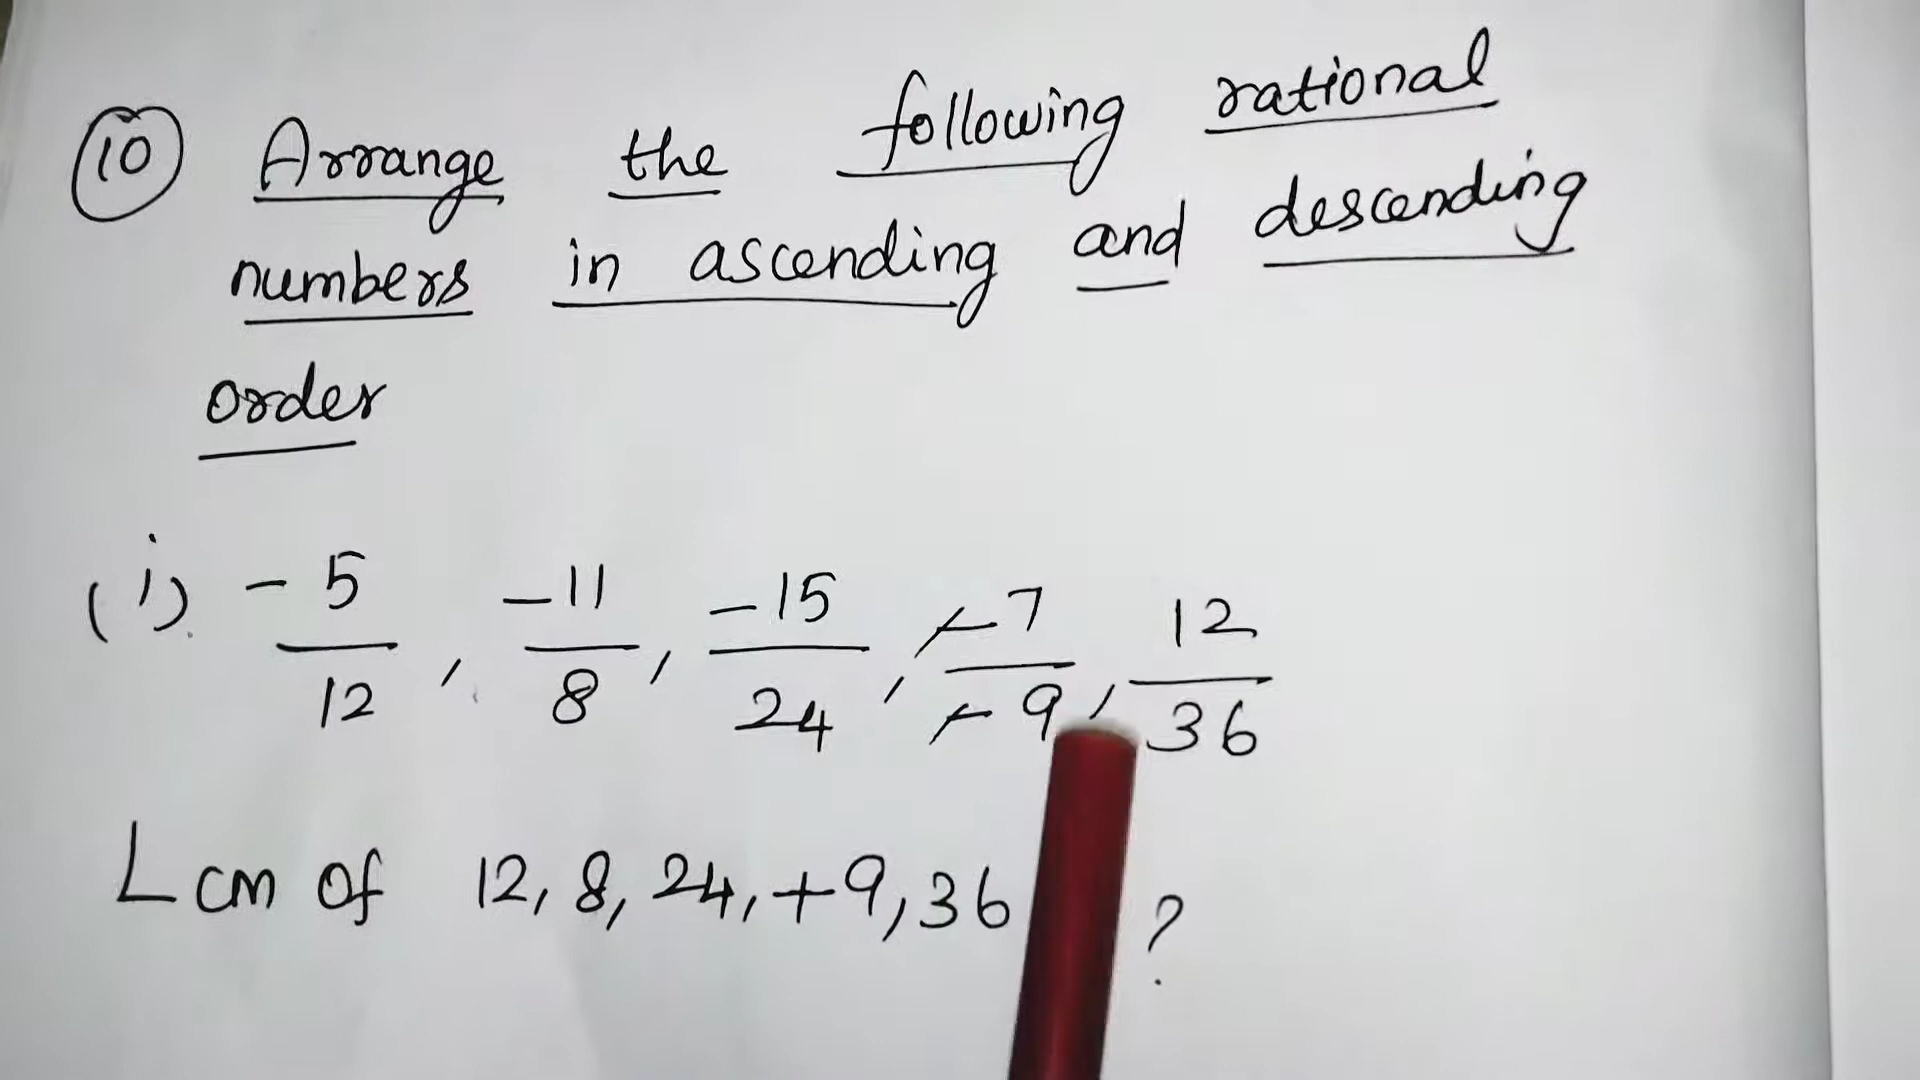 (10) Arrange the following rational
numbers in ascending and descending
order
(i). -5/12, -11/8, -15/24, -7/-9, 12/36
Lcm of 12, 8, 24, +9, 36 ?